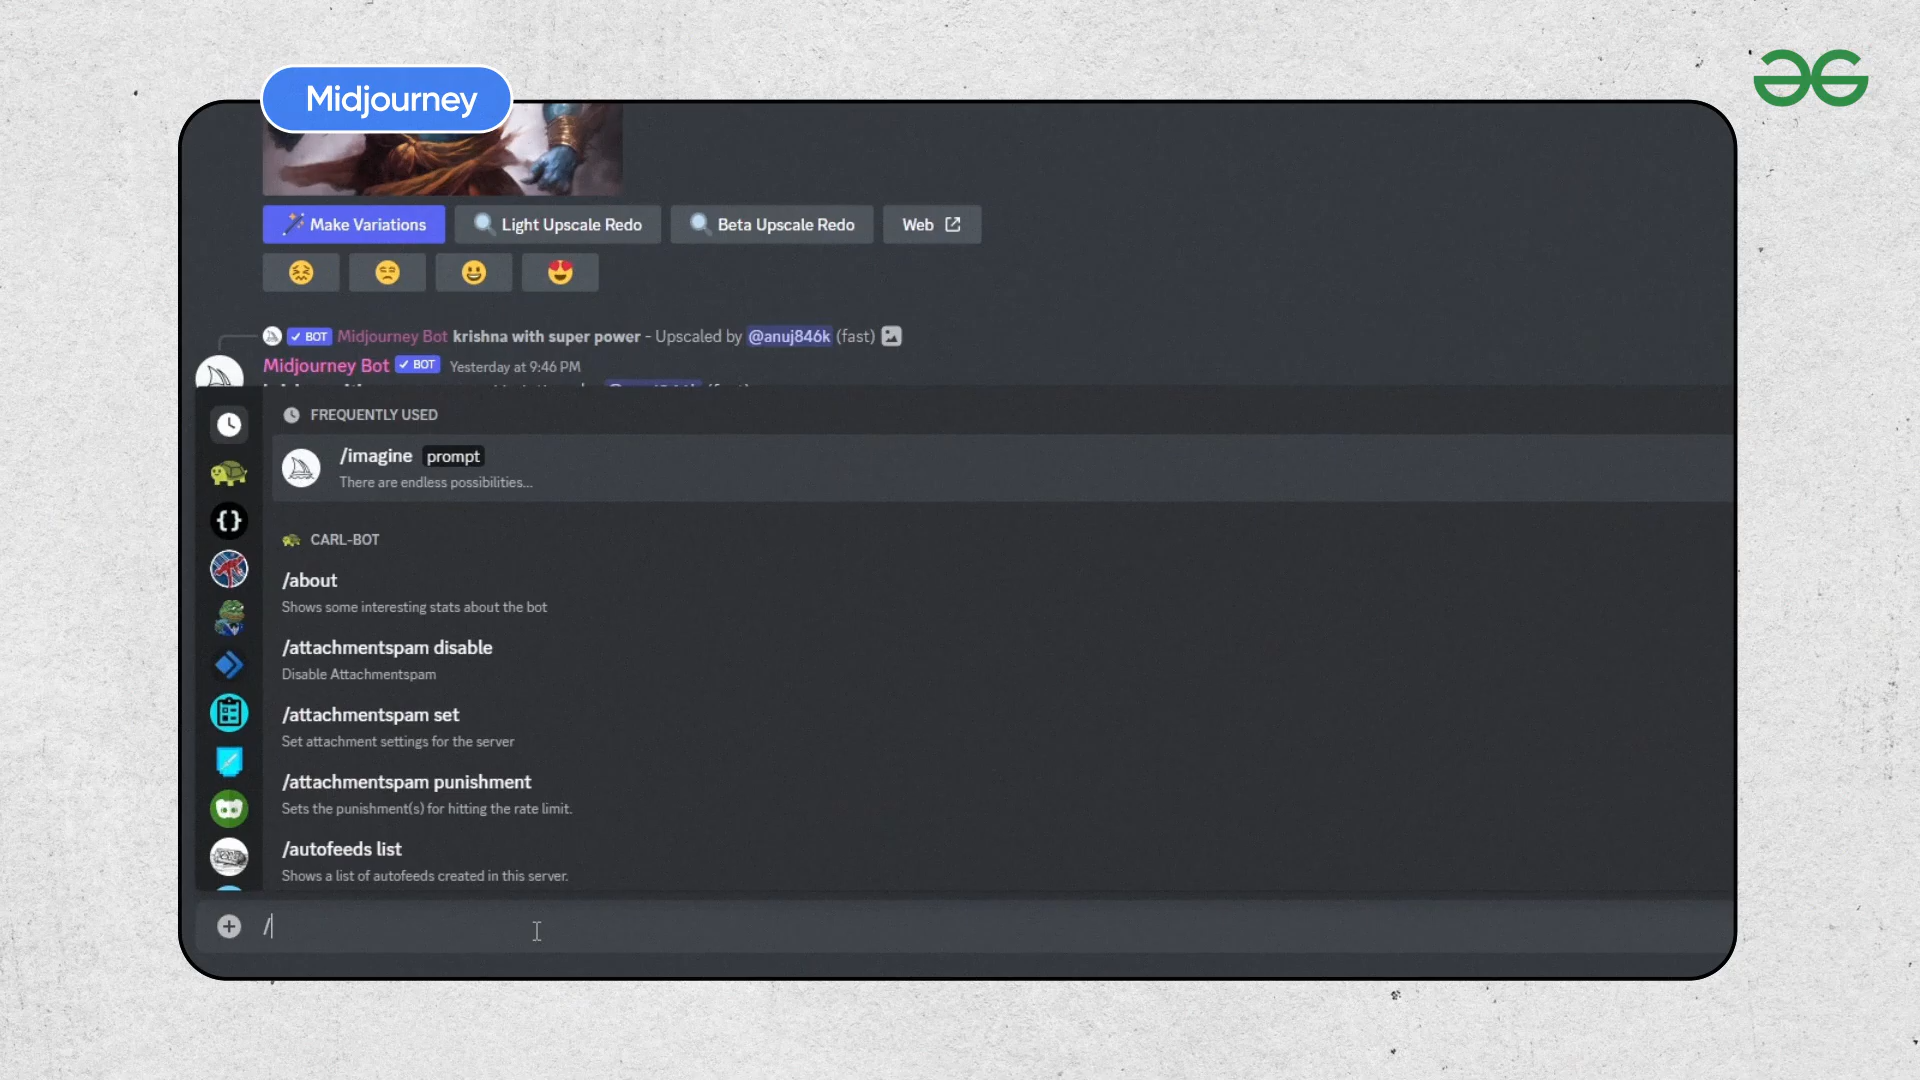 Midjourney
Make Variations
Light Upscale Redo
Beta Upscale Redo
Web
BOT Midjourney Bot krishna with super power - Upscaled by @anuj846k (fast)
Midjourney Bot BOT Yesterday at 9:46 PM
FREQUENTLY USED
/imagine prompt
There are endless possibilities...
CARL-BOT
/about
Shows some interesting stats about the bot
/attachmentspam disable
Disable Attachmentspam
/attachmentspam set
Set attachment settings for the server
/attachmentspam punishment
Sets the punishment(s) for hitting the rate limit.
/autofeeds list
Shows a list of autofeeds created in this server.
/